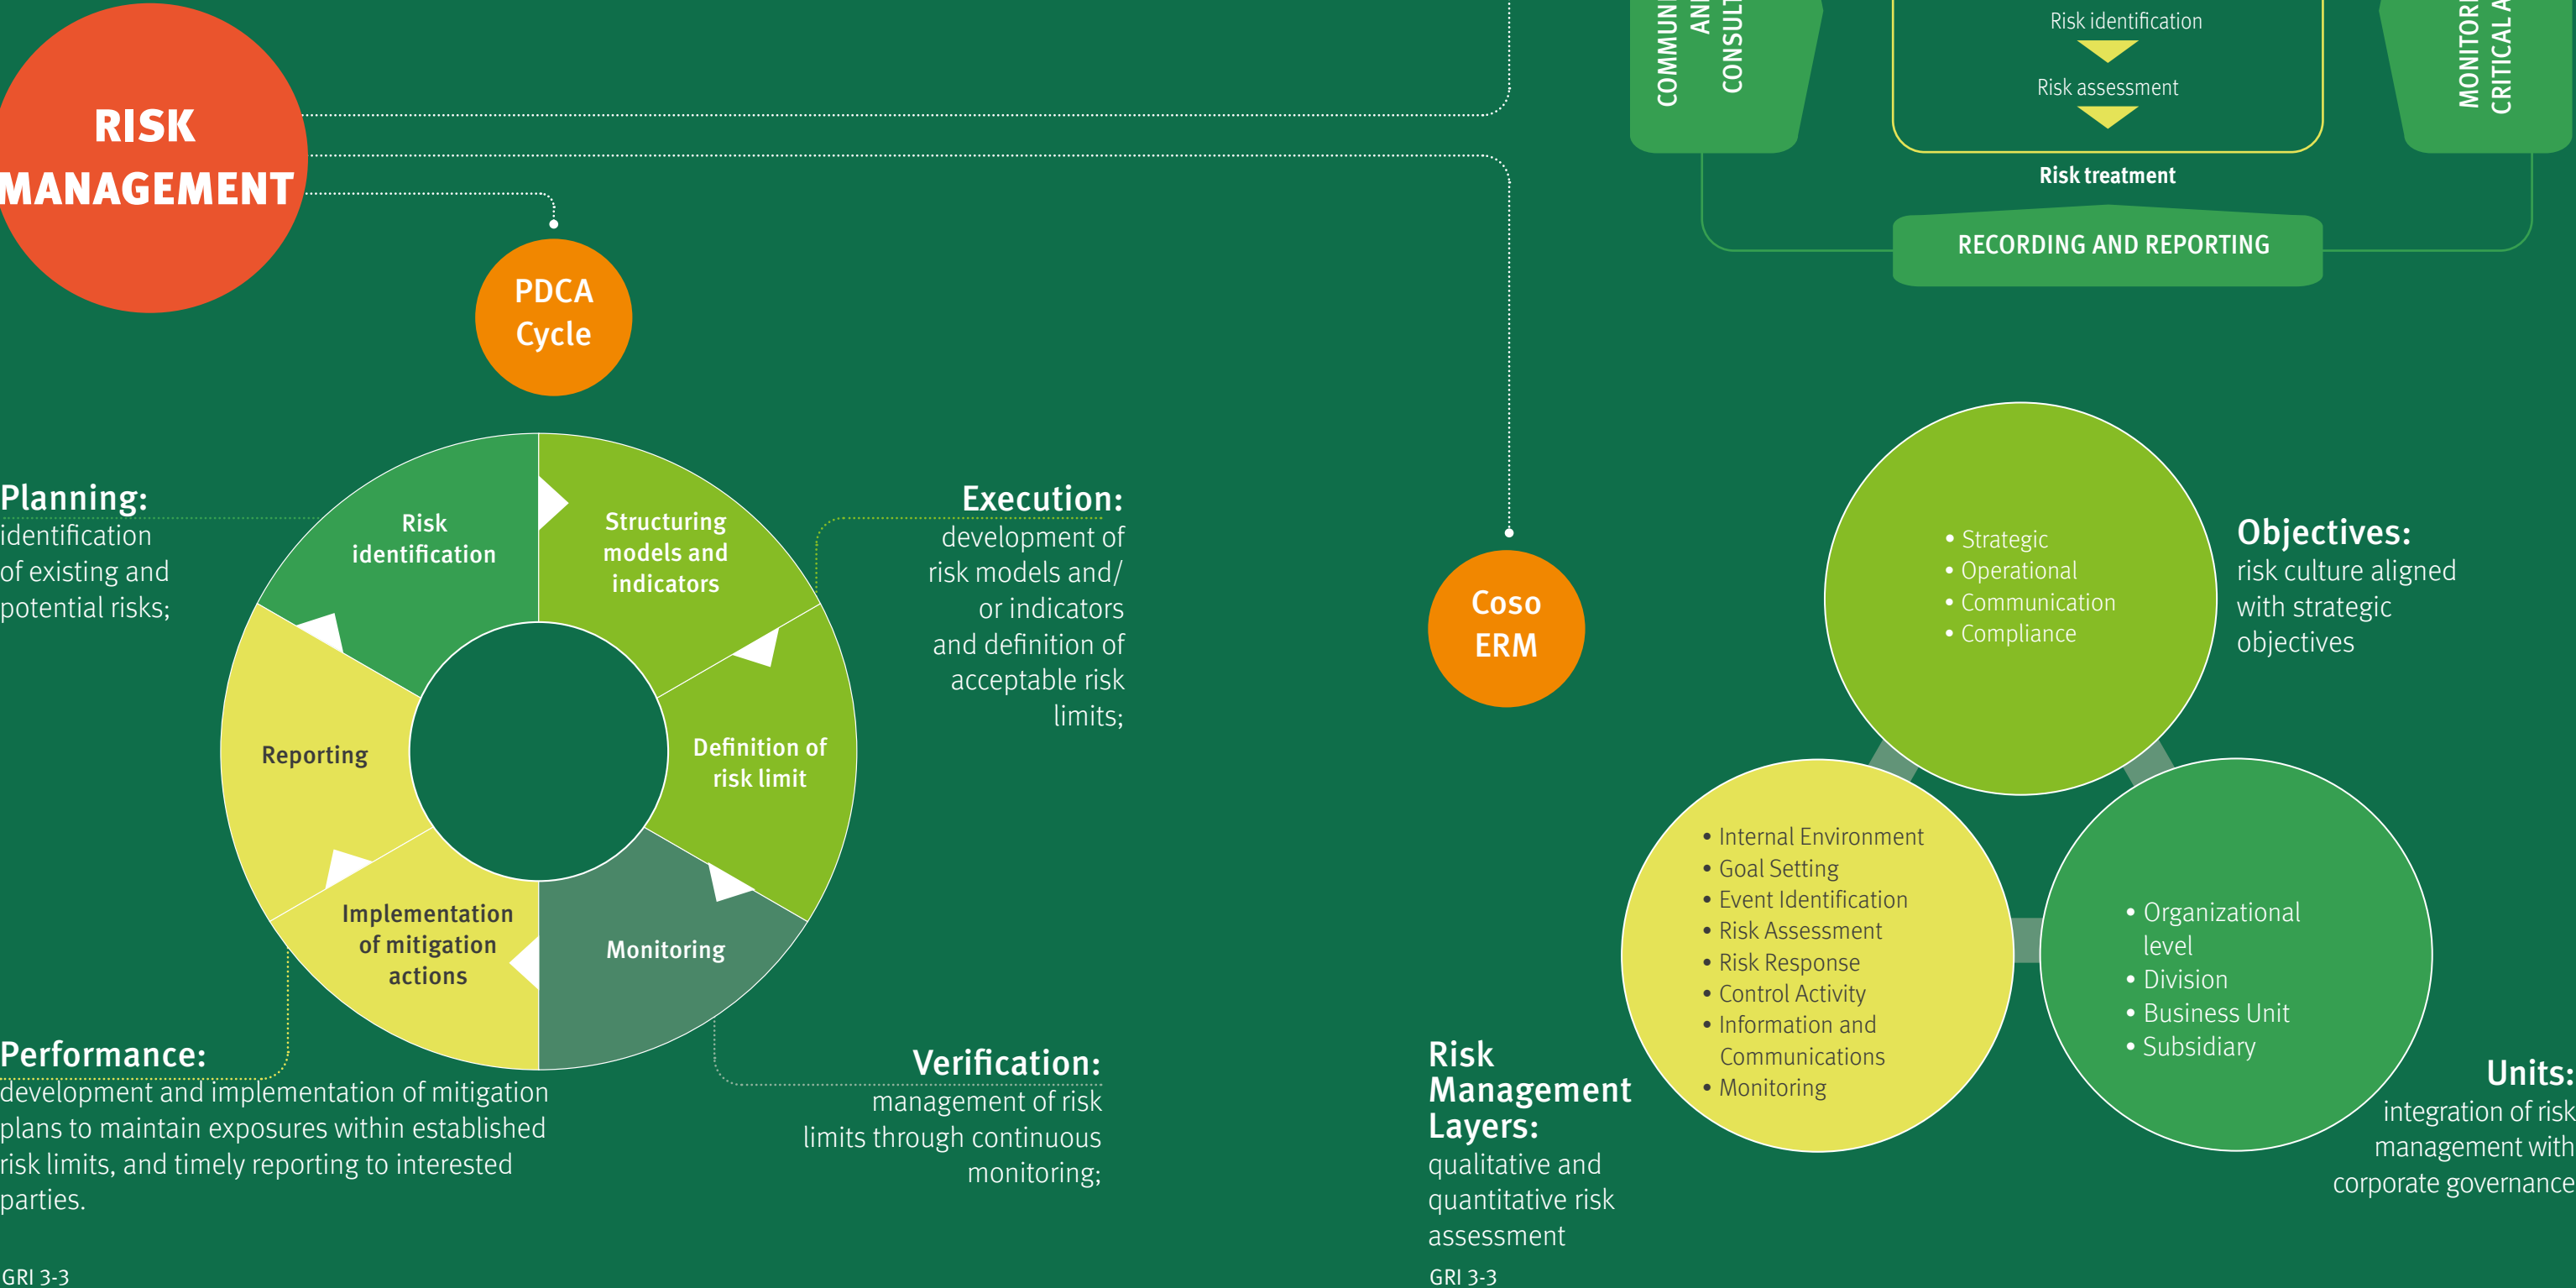 RISK
MANAGEMENT
PDCA
Cycle
Planning:
identification
of existing and
potential risks;
Risk
identification
Structuring
models and
indicators
Definition of
risk limit
Monitoring
Implementation
of mitigation
actions
Reporting
Execution:
development of
risk models and/
or indicators
and definition of
acceptable risk
limits;
Performance:
development and implementation of mitigation
plans to maintain exposures within established
risk limits, and timely reporting to interested
parties.
Verification:
management of risk
limits through continuous
monitoring;
GRI 3-3
AND
Risk identification
Risk assessment
Risk treatment
RECORDING AND REPORTING
Coso
ERM
• Strategic
• Operational
• Communication
• Compliance
Objectives:
risk culture aligned
with strategic
objectives
• Internal Environment
• Goal Setting
• Event Identification
• Risk Assessment
• Risk Response
• Control Activity
• Information and
Communications
• Monitoring
Risk
Management
Layers:
qualitative and
quantitative risk
assessment
• Organizational
level
• Division
• Business Unit
• Subsidiary
Units:
integration of risk
management with
corporate governance
GRI 3-3
CRITICAL